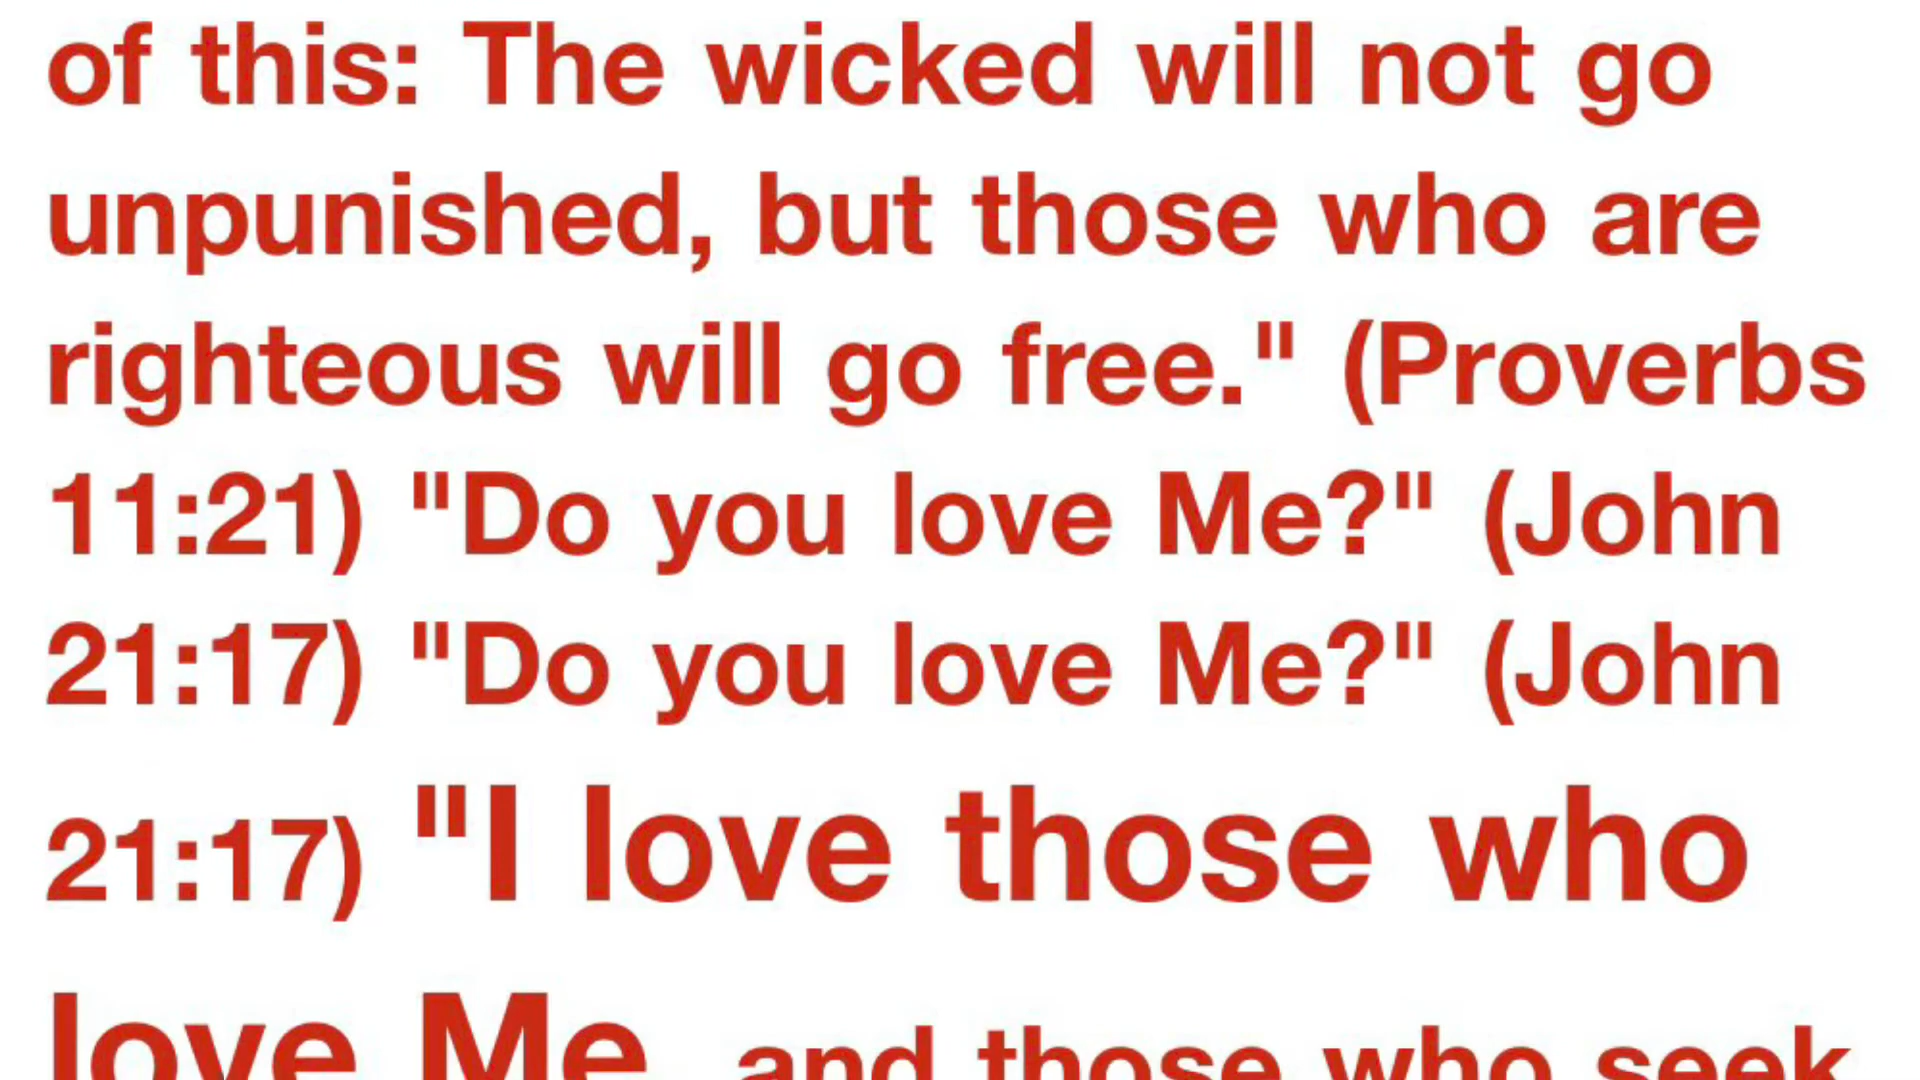 of this: The wicked will not go
unpunished, but those who are
righteous will go free." (Proverbs
11:21) "Do you love Me?" (John
21:17) "Do you love Me?" (John
21:17) "I love those who
love Me, and those who seek